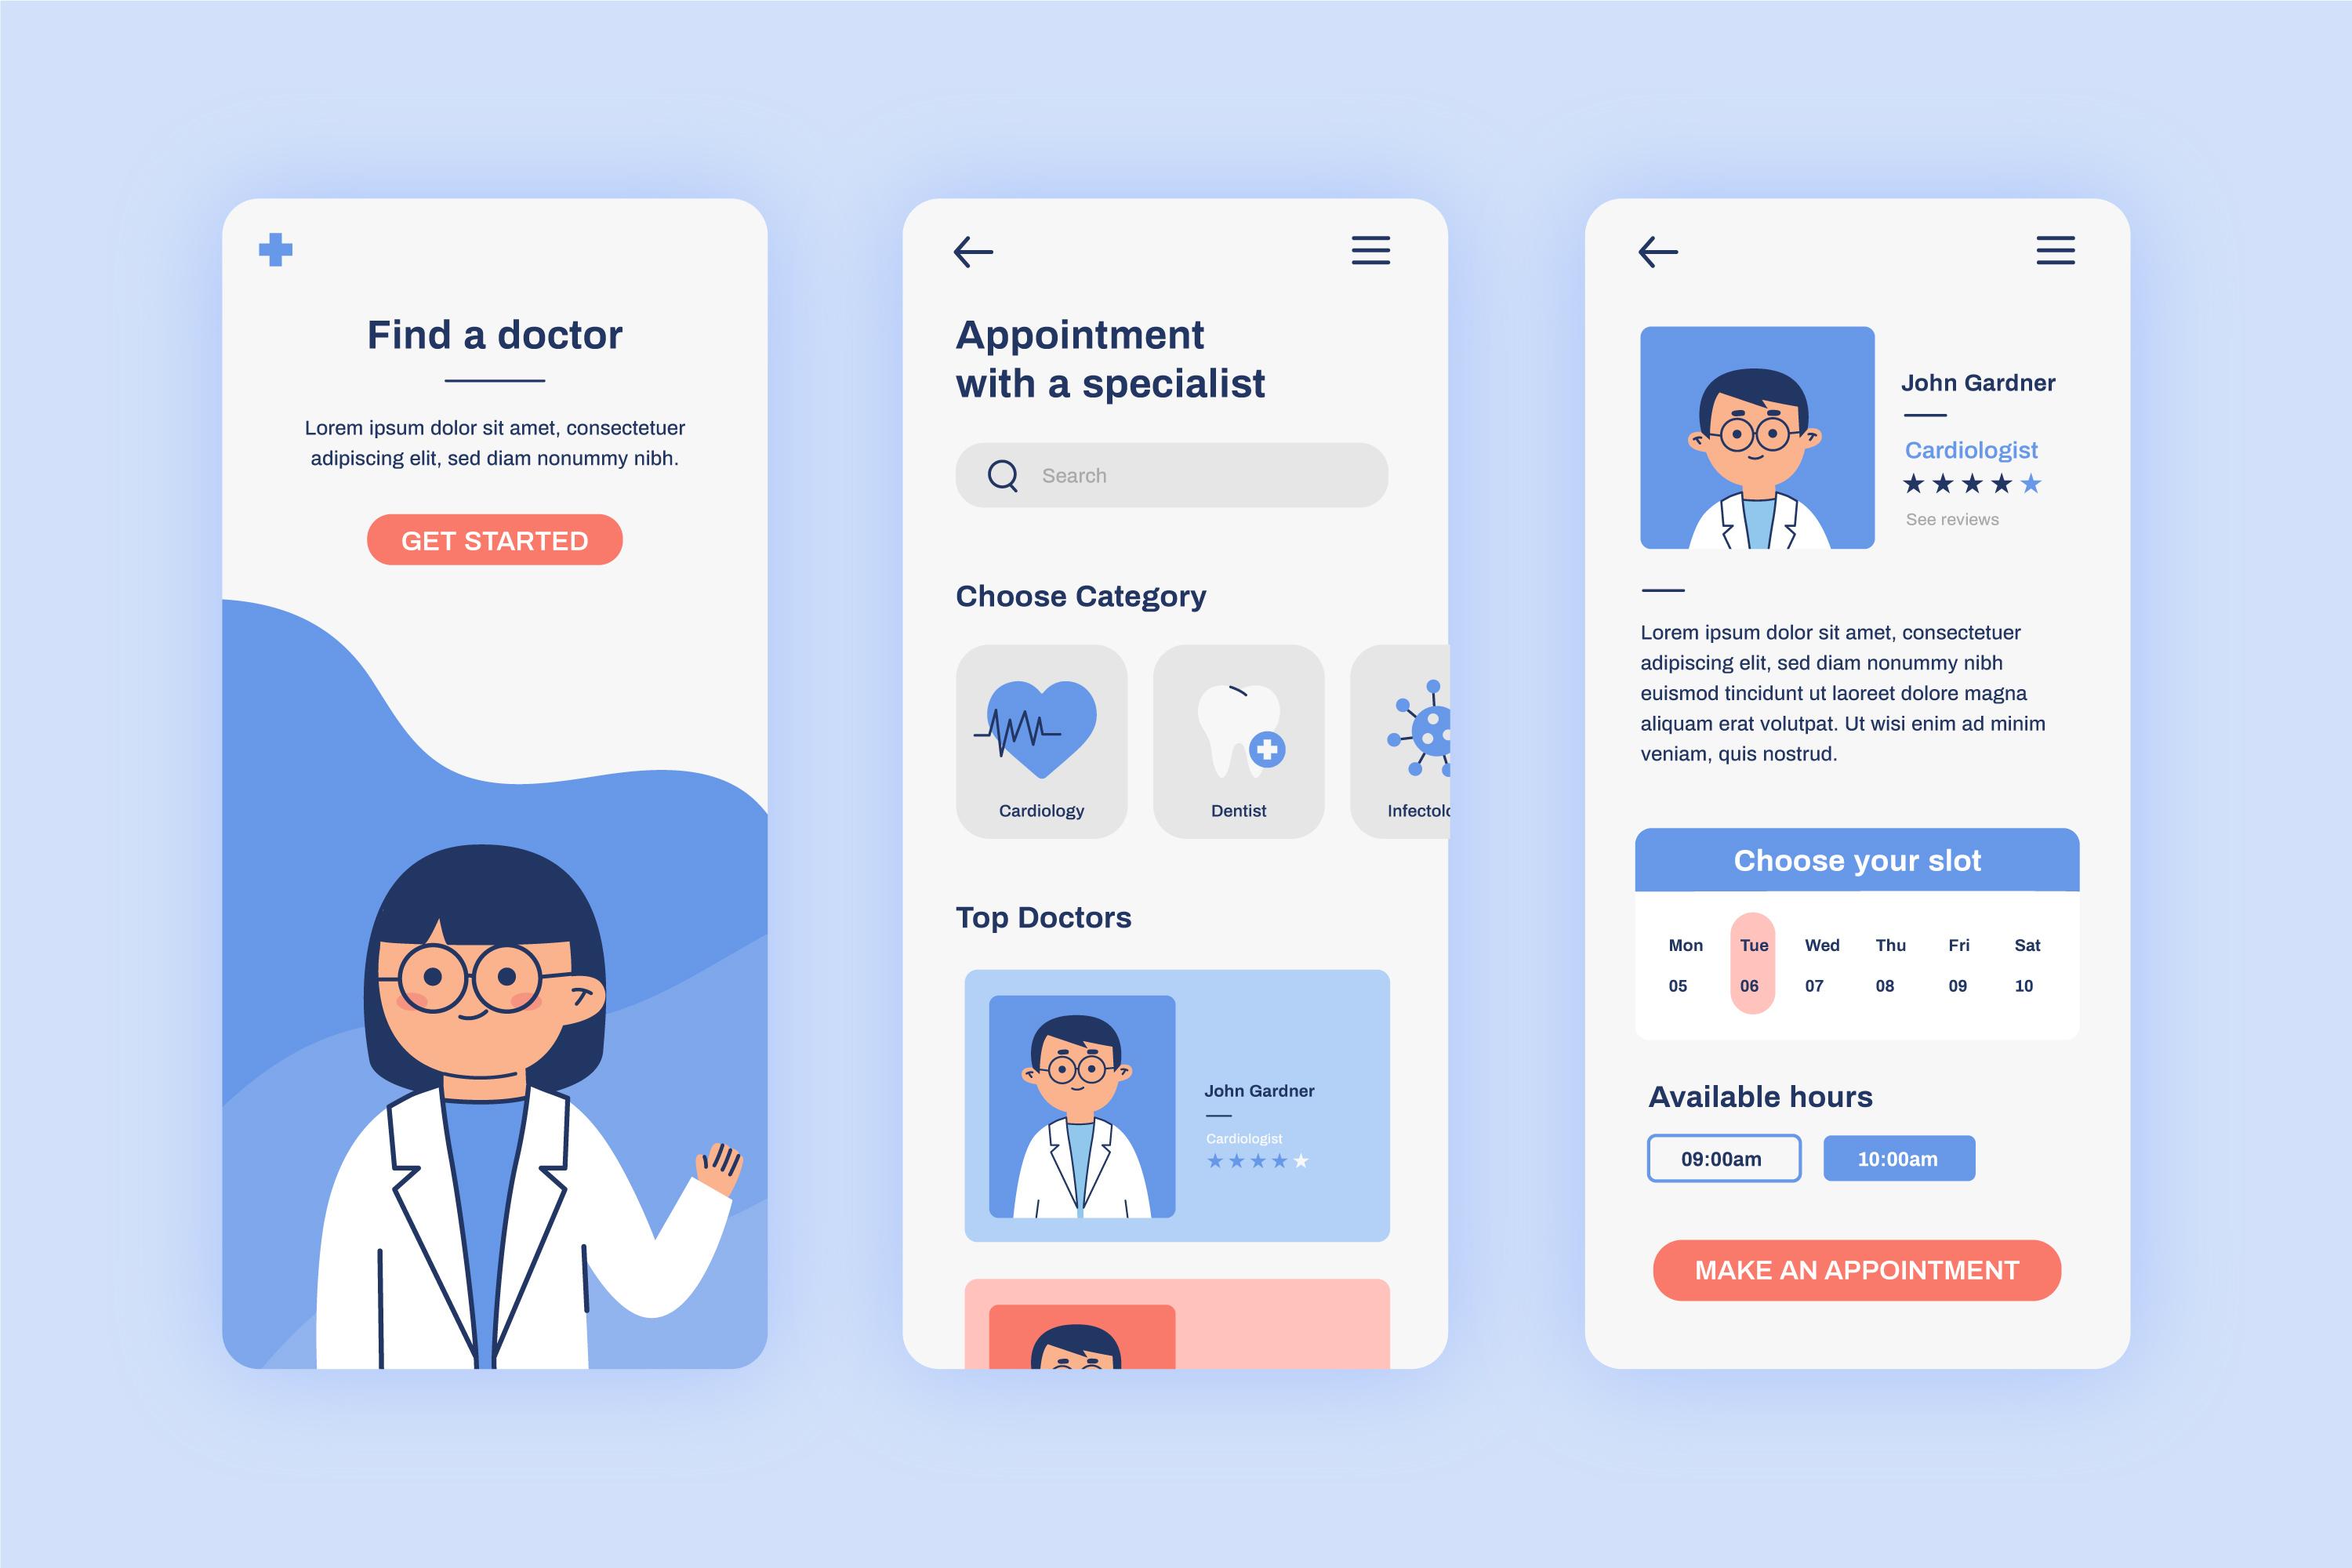 Find a doctor
Lorem ipsum dolor sit amet, consectetuer
adipiscing elit, sed diam nonummy nibh.
GET STARTED
Appointment
with a specialist
Search
Choose Category
Cardiology
Dentist
Infectolo
Top Doctors
John Gardner
Cardiologist
John Gardner
Cardiologist
See reviews
Lorem ipsum dolor sit amet, consectetuer
adipiscing elit, sed diam nonummy nibh
euismod tincidunt ut laoreet dolore magna
aliquam erat volutpat. Ut wisi enim ad minim
veniam, quis nostrud.
Choose your slot
Mon Tue Wed Thu Fri Sat
05 06 07 08 09 10
Available hours
09:00am 10:00am
MAKE AN APPOINTMENT